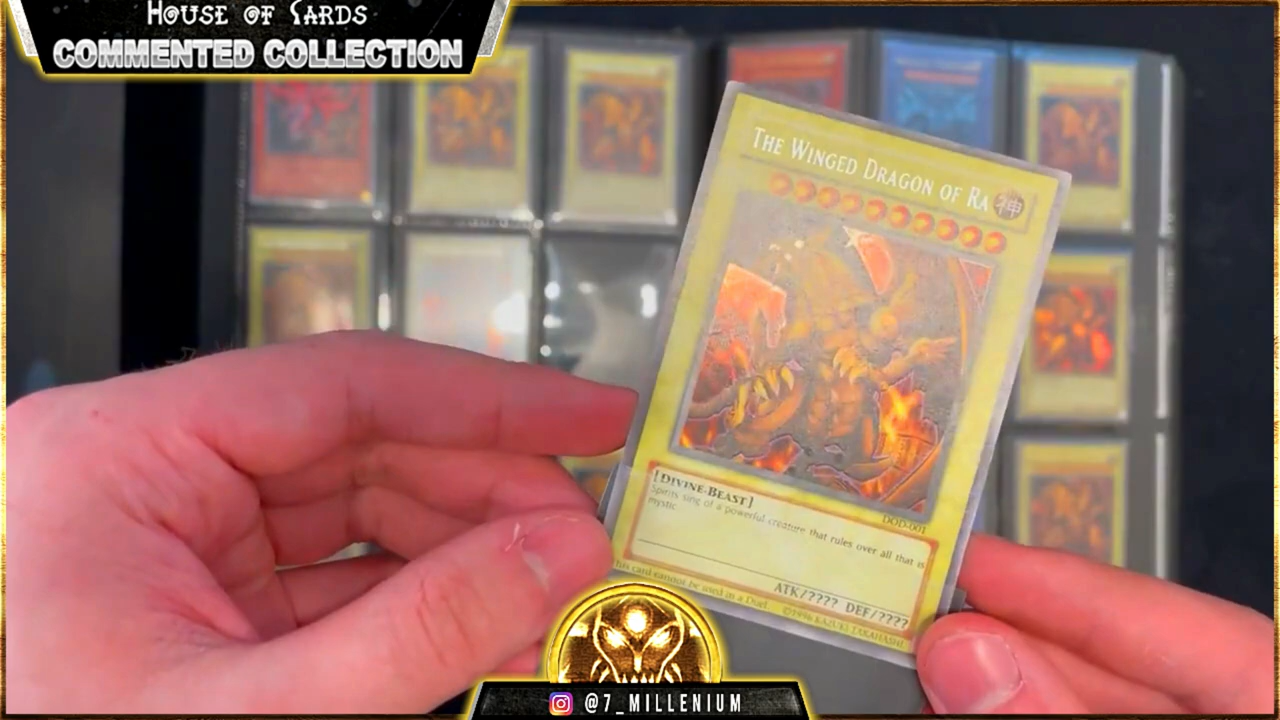 House of Cards
COMMENTED COLLECTION
The Winged Dragon of Ra 神
DOD-001
[DIVINE-BEAST]
Spirits sing of a powerful creature that rules over all that is
mystic.
ATK/???? DEF/????
This card cannot be used in a Duel. ©1996 KAZUKI TAKAHASHI
@7_MILLENIUM